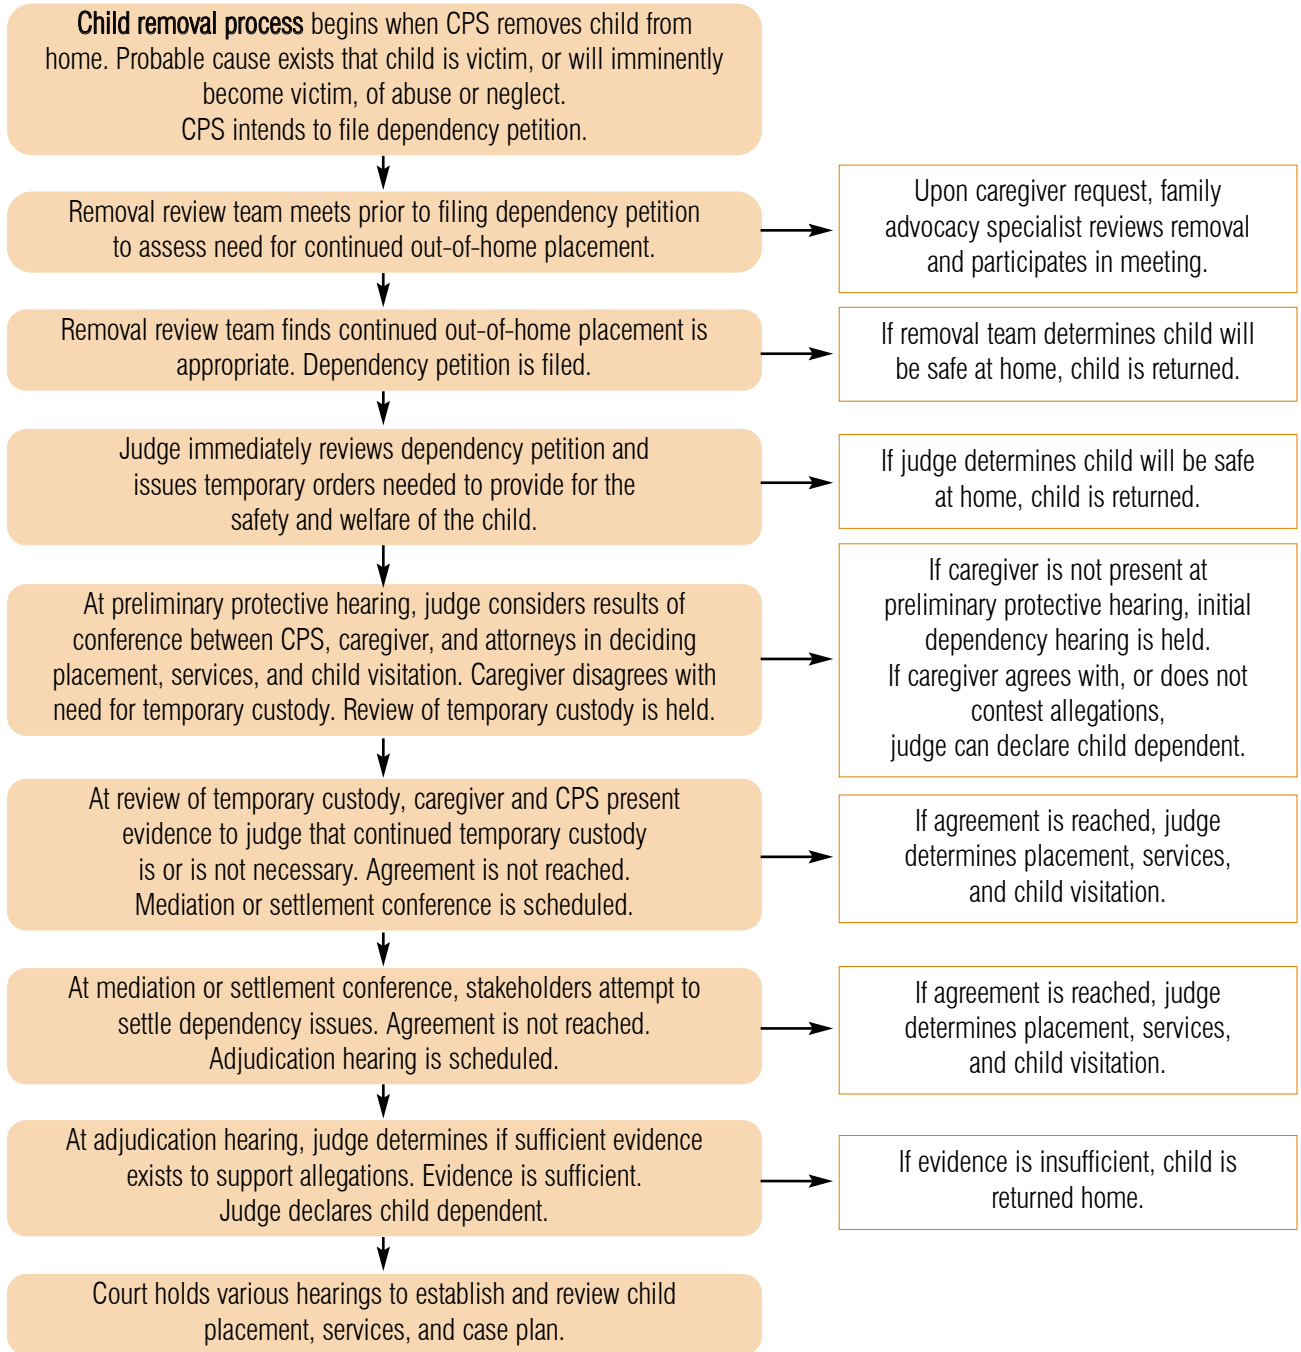 Child removal process begins when CPS removes child from
home. Probable cause exists that child is victim, or will imminently
become victim, of abuse or neglect.
CPS intends to file dependency petition.
Removal review team meets prior to filing dependency petition
to assess need for continued out-of-home placement.
Upon caregiver request, family
advocacy specialist reviews removal
and participates in meeting.
Removal review team finds continued out-of-home placement is
appropriate. Dependency petition is filed.
If removal team determines child will
be safe at home, child is returned.
Judge immediately reviews dependency petition and
issues temporary orders needed to provide for the
safety and welfare of the child.
If judge determines child will be safe
at home, child is returned.
At preliminary protective hearing, judge considers results of
conference between CPS, caregiver, and attorneys in deciding
placement, services, and child visitation. Caregiver disagrees with
need for temporary custody. Review of temporary custody is held.
If caregiver is not present at
preliminary protective hearing, initial
dependency hearing is held.
If caregiver agrees with, or does not
contest allegations,
judge can declare child dependent.
At review of temporary custody, caregiver and CPS present
evidence to judge that continued temporary custody
is or is not necessary. Agreement is not reached.
Mediation or settlement conference is scheduled.
If agreement is reached, judge
determines placement, services,
and child visitation.
At mediation or settlement conference, stakeholders attempt to
settle dependency issues. Agreement is not reached.
Adjudication hearing is scheduled.
If agreement is reached, judge
determines placement, services,
and child visitation.
At adjudication hearing, judge determines if sufficient evidence
exists to support allegations. Evidence is sufficient.
Judge declares child dependent.
If evidence is insufficient, child is
returned home.
Court holds various hearings to establish and review child
placement, services, and case plan.